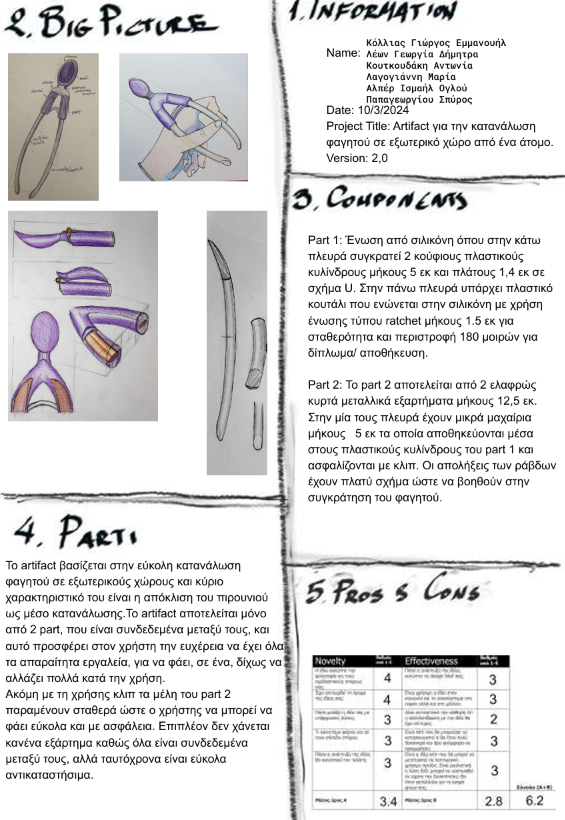 2. BIG PICTURE
1. INFORMATION
Name:
Κόλλιας Γιώργος Εμμανουήλ
Λέων Γεωργία Δήμητρα
Κουτκουδάκη Αντωνία
Λαγογιάννη Μαρία
Αλπέρ Ισμαήλ Ογλού
Παπαγεωργίου Σπύρος
Date: 10/3/2024
Project Title: Artifact για την κατανάλωση
φαγητού σε εξωτερικό χώρο από ένα άτομο.
Version: 2,0
3. COMPONENTS
Part 1: Ένωση από σιλικόνη όπου στην κάτω
πλευρά συγκρατεί 2 κούφιους πλαστικούς
κυλίνδρους μήκους 5 εκ και πλάτους 1,4 εκ σε
σχήμα U. Στην πάνω πλευρά υπάρχει πλαστικό
κουτάλι που ενώνεται στην σιλικόνη με χρήση
ένωσης τύπου ratchet μήκους 1.5 εκ για
σταθερότητα και περιστροφή 180 μοιρών για
δίπλωμα/ αποθήκευση.
Part 2: Το part 2 αποτελείται από 2 ελαφρώς
κυρτά μεταλλικά εξαρτήματα μήκους 12,5 εκ.
Στην μία τους πλευρά έχουν μικρά μαχαίρια
μήκους 5 εκ τα οποία αποθηκεύονται μέσα
στους πλαστικούς κυλίνδρους του part 1 και
ασφαλίζονται με κλιπ. Οι απολήξεις των ράβδων
έχουν πλατύ σχήμα ώστε να βοηθούν στην
συγκράτηση του φαγητού.
4. PARTI
Το artifact βασίζεται στην εύκολη κατανάλωση
φαγητού σε εξωτερικούς χώρους και κύριο
χαρακτηριστικό του είναι η απόκλιση του πιρουνιού
ως μέσο κατανάλωσης.Το artifact αποτελείται μόνο
από 2 part, που είναι συνδεδεμένα μεταξύ τους, και
αυτό προσφέρει στον χρήστη την ευχέρεια να έχει όλα
τα απαραίτητα εργαλεία, για να φάει, σε ένα, δίχως να
αλλάζει πολλά κατά την χρήση.
Ακόμη με τη χρήσης κλιπ τα μέλη του part 2
παραμένουν σταθερά ώστε ο χρήστης να μπορεί να
φάει εύκολα και με ασφάλεια. Επιπλέον δεν χάνεται
κανένα εξάρτημα καθώς όλα είναι συνδεδεμένα
μεταξύ τους, αλλά ταυτόχρονα είναι εύκολα
αντικαταστήσιμα.
5. PROS & CONS
Novelty
Effectiveness
4
3
4
3
3
2
3
3
3
3
Μέσος όρος Α
3.4
Μέσος όρος Β
2.8
Σύνολο (Α+Β)
6.2